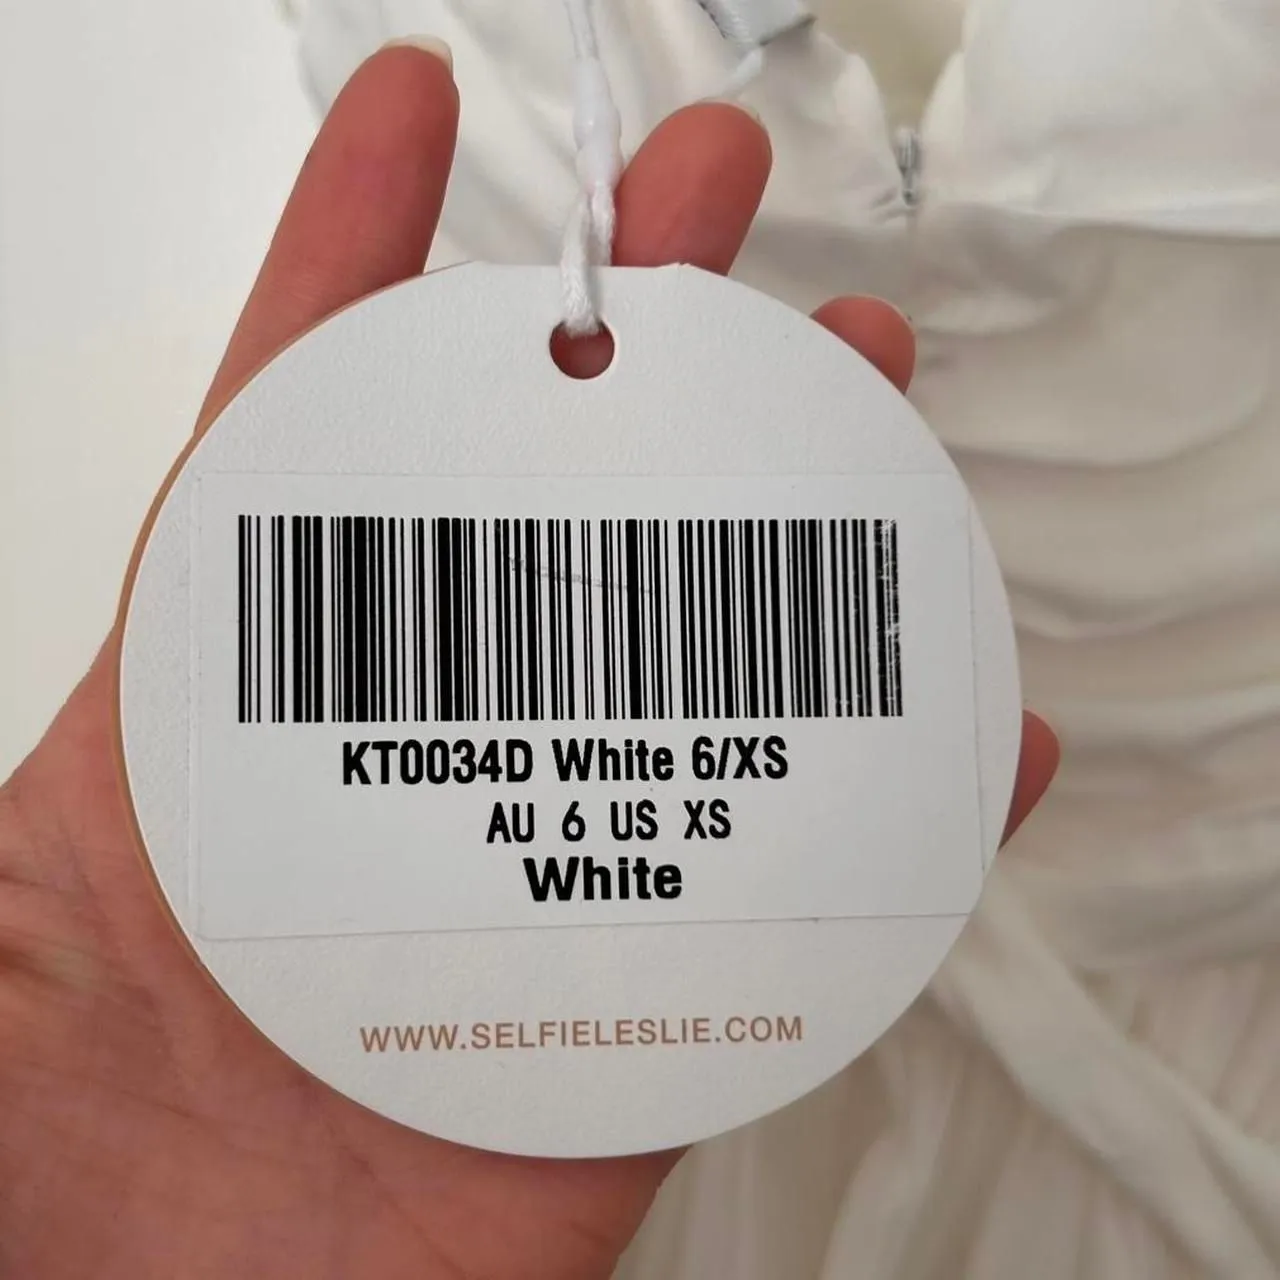 KT0034D White 6/XS
AU 6 US XS
White
WWW.SELFIELESLIE.COM